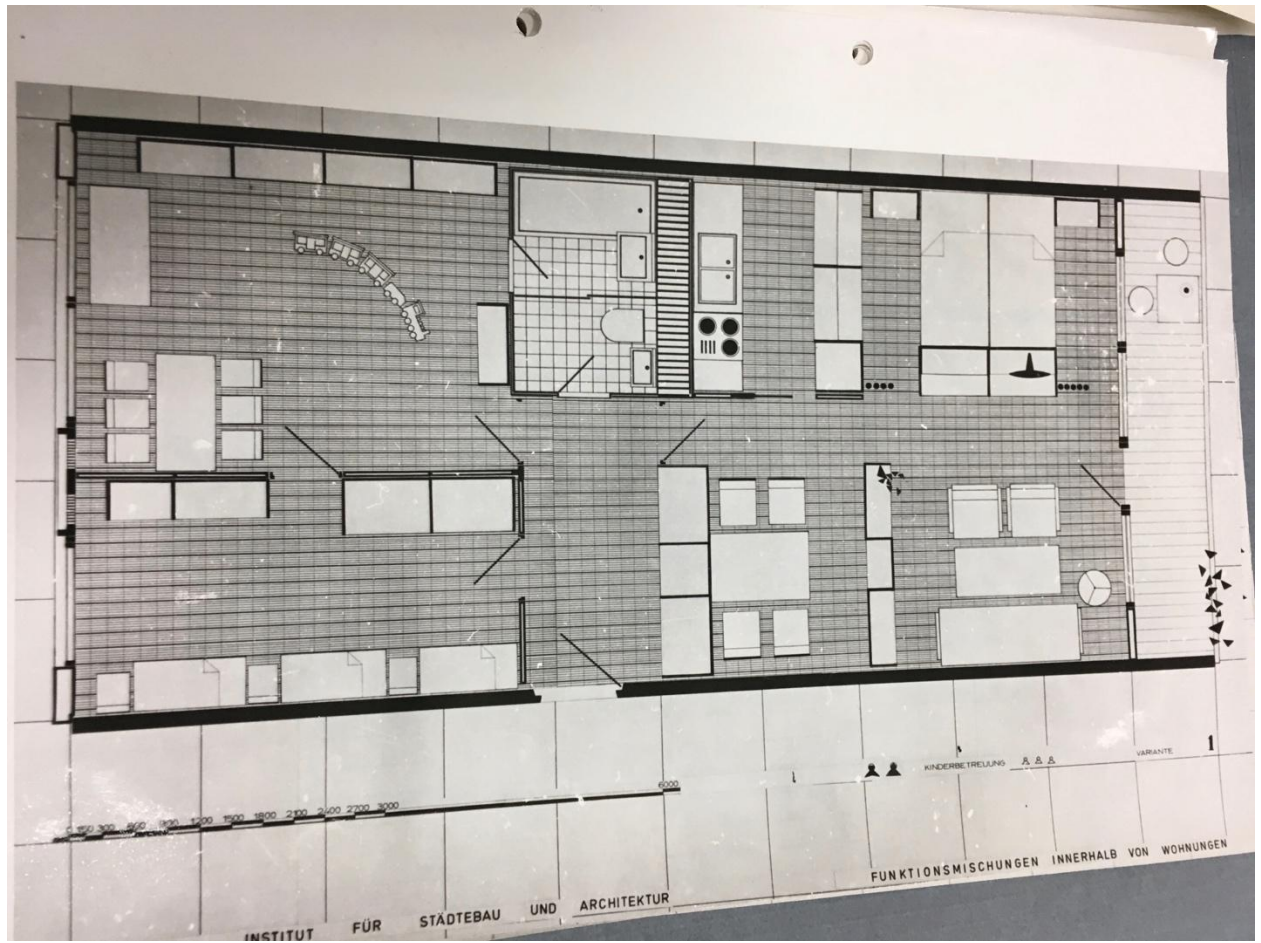 KINDERBETREUUNG
VARIANTE 1
0 150 300 600 900 1200 1500 1800 2100 2400 2700 3000 6000
FUNKTIONSMISCHUNGEN INNERHALB VON WOHNUNGEN
INSTITUT FÜR STÄDTEBAU UND ARCHITEKTUR